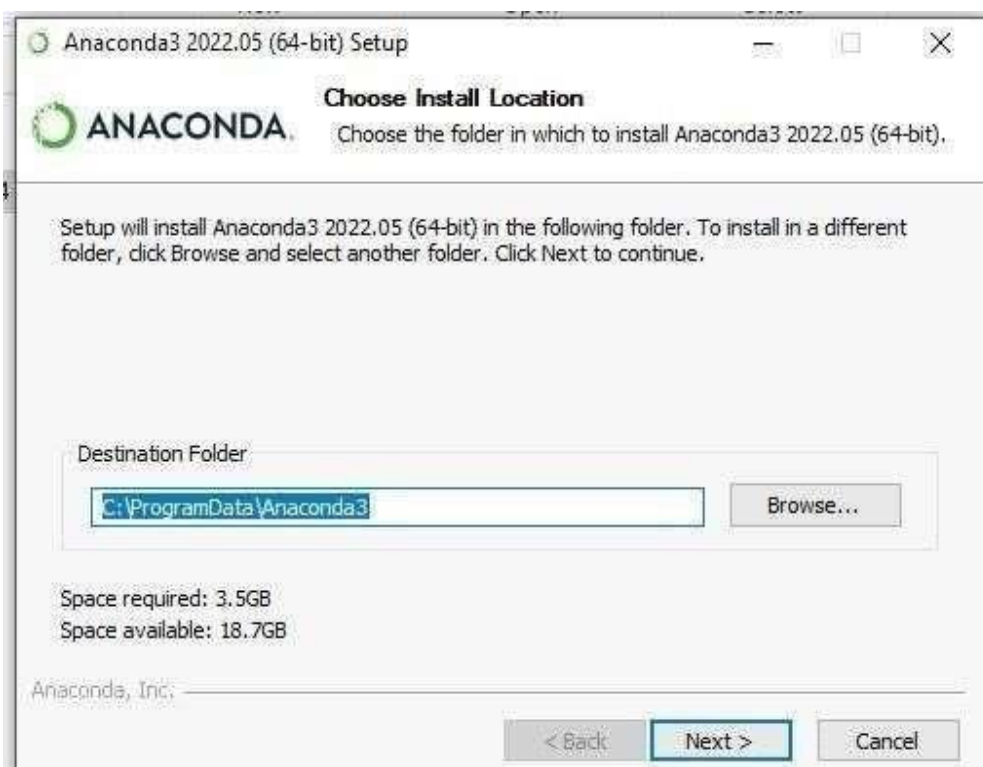 Anaconda3 2022.05 (64-bit) Setup
ANACONDA.
Choose Install Location
Choose the folder in which to install Anaconda3 2022.05 (64-bit).
Setup will install Anaconda3 2022.05 (64-bit) in the following folder. To install in a different
folder, click Browse and select another folder. Click Next to continue.
Destination Folder
C:\ProgramData\Anaconda3
Browse...
Space required: 3.5GB
Space available: 18.7GB
Anaconda, Inc.
< Back
Next >
Cancel